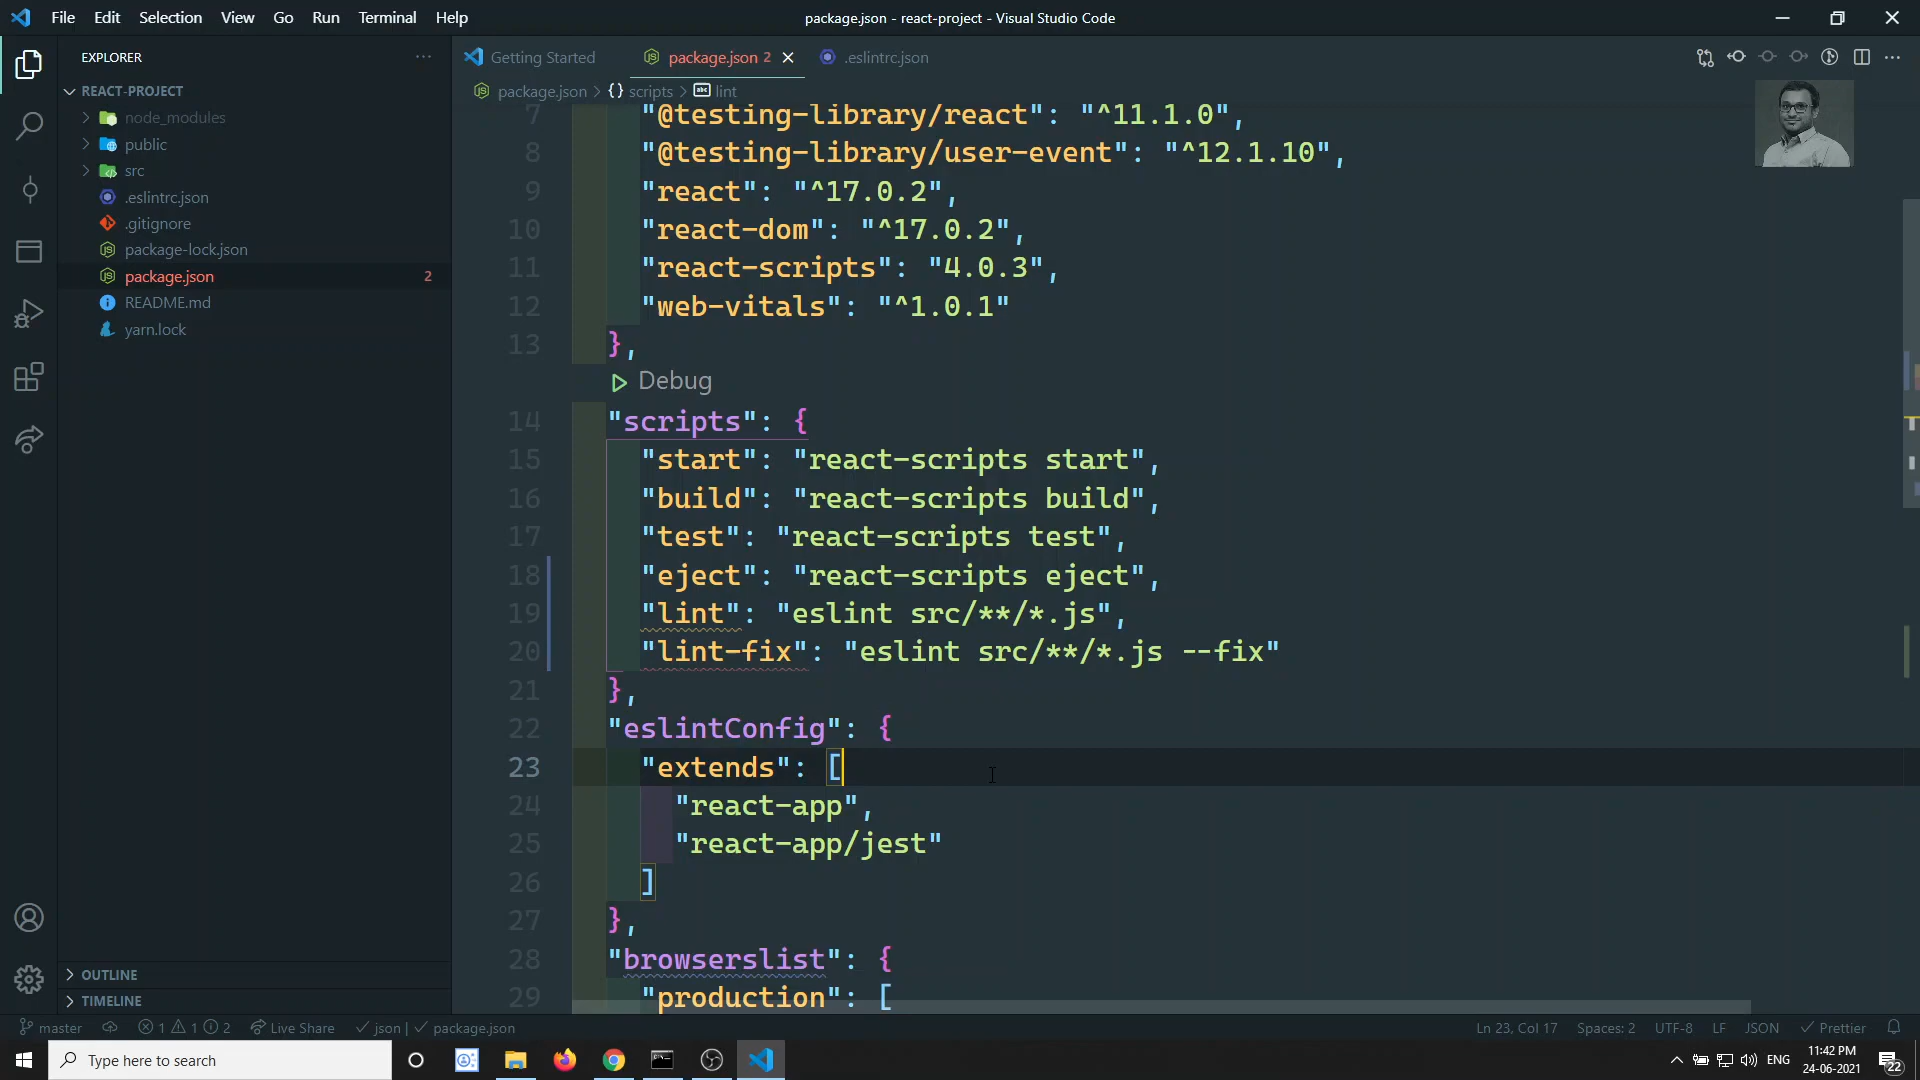 File Edit Selection View Go Run Terminal Help
package.json - react-project - Visual Studio Code
EXPLORER
REACT-PROJECT
node_modules
public
src
.eslintrc.json
.gitignore
package-lock.json
package.json 2
README.md
yarn.lock
OUTLINE
TIMELINE
Getting Started package.json 2 .eslintrc.json
package.json > {} scripts > abc lint
7 "@testing-library/react": "^11.1.0",
8 "@testing-library/user-event": "^12.1.10",
9 "react": "^17.0.2",
10 "react-dom": "^17.0.2",
11 "react-scripts": "4.0.3",
12 "web-vitals": "^1.0.1"
13 },
Debug
14 "scripts": {
15 "start": "react-scripts start",
16 "build": "react-scripts build",
17 "test": "react-scripts test",
18 "eject": "react-scripts eject",
19 "lint": "eslint src/**/*.js",
20 "lint-fix": "eslint src/**/*.js --fix"
21 },
22 "eslintConfig": {
23 "extends": [
24 "react-app",
25 "react-app/jest"
26 ]
27 },
28 "browserslist": {
29 "production": [
master 1 1 2 Live Share json | package.json Ln 23, Col 17 Spaces: 2 UTF-8 LF JSON Prettier
Type here to search
ENG
11:42 PM
24-06-2021
22